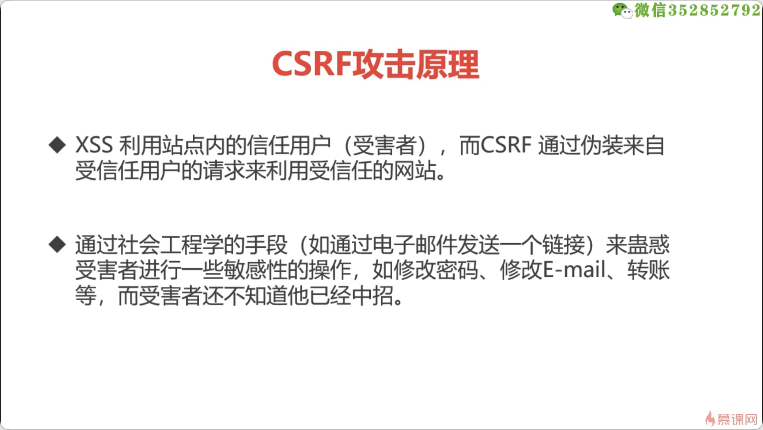 微信352852792
CSRF攻击原理
◆ XSS 利用站点内的信任用户（受害者），而CSRF 通过伪装来自
受信任用户的请求来利用受信任的网站。
◆ 通过社会工程学的手段（如通过电子邮件发送一个链接）来蛊惑
受害者进行一些敏感性的操作，如修改密码、修改E-mail、转账
等，而受害者还不知道他已经中招。
慕课网